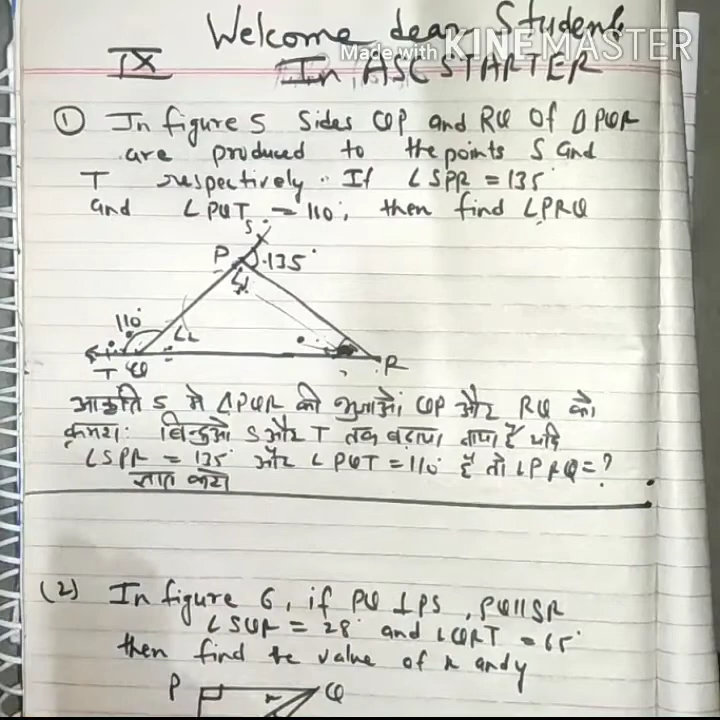 Welcome dear Students
Made with KINEMASTER
IX In ASC STARTER
① In figure 5 sides QP and RQ of ΔPQR
are produced to the points S and
T respectively. If ∠SPR = 135°
and ∠PQT = 110°, then find ∠PRQ
S
P 135°
110°
T Q R
आकृति 5 में ΔPQR की भुजाओं QP और RQ को
क्रमशः बिन्दुओं S और T तक बढ़ाया गया है यदि
∠SPR = 135° और ∠PQT = 110° है तो ∠PRQ = ?
ज्ञात करो
(2) In figure 6, if PQ ⊥ PS, PQ || SR
∠SQR = 28° and ∠QRT = 65°
then find the value of x and y
P x Q